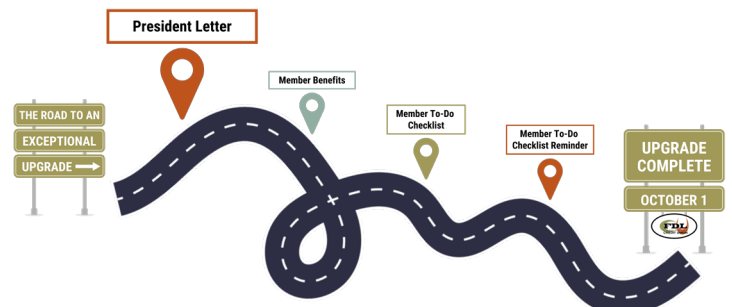 President Letter
Member Benefits
THE ROAD TO AN
EXCEPTIONAL
UPGRADE
Member To-Do
Checklist
Member To-Do
Checklist Reminder
UPGRADE
COMPLETE
OCTOBER 1
FDL